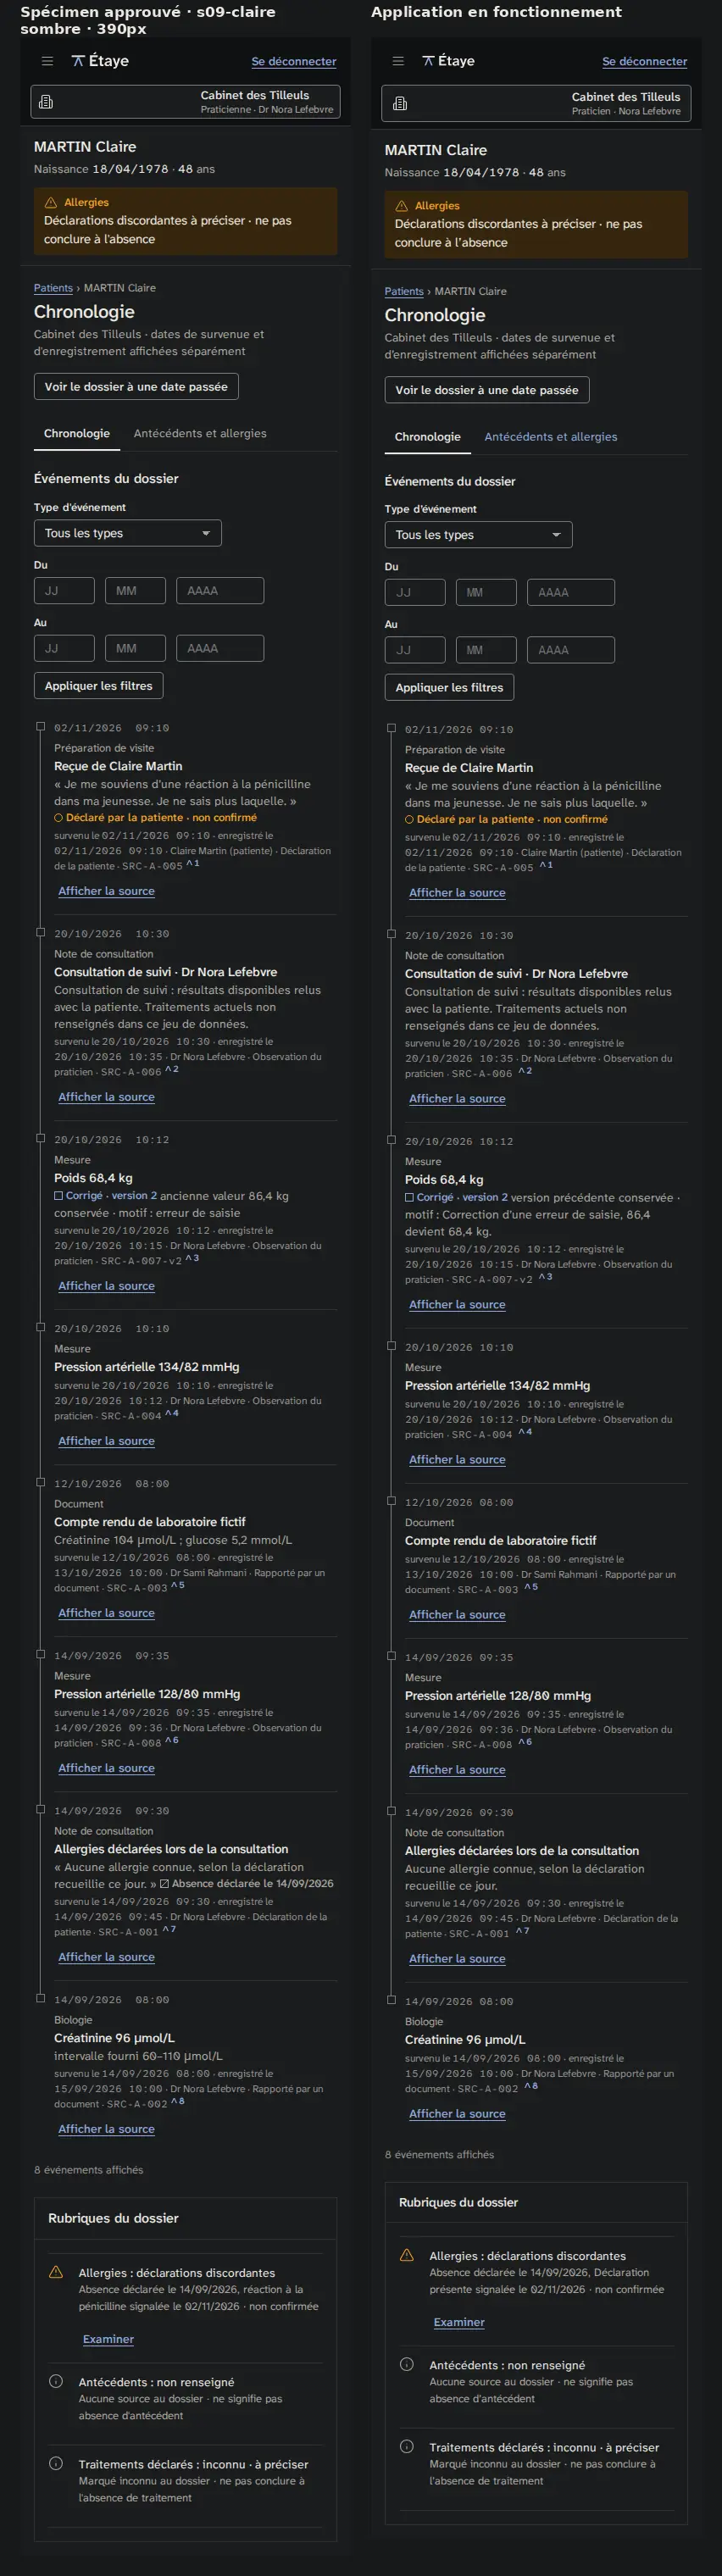 Spécimen approuvé · s09-claire
sombre · 390px
Étaye
Se déconnecter
Cabinet des Tilleuls
Praticienne · Dr Nora Lefebvre
MARTIN Claire
Naissance 18/04/1978 · 48 ans
Allergies
Déclarations discordantes à préciser · ne pas
conclure à l'absence
Patients › MARTIN Claire
Chronologie
Cabinet des Tilleuls · dates de survenue et
d'enregistrement affichées séparément
Voir le dossier à une date passée
Chronologie
Antécédents et allergies
Événements du dossier
Type d'événement
Tous les types
Du
JJ
MM
AAAA
Au
JJ
MM
AAAA
Appliquer les filtres
02/11/2026 09:10
Préparation de visite
Reçue de Claire Martin
« Je me souviens d'une réaction à la pénicilline
dans ma jeunesse. Je ne sais plus laquelle. »
Déclaré par la patiente · non confirmé
survenu le 02/11/2026 09:10 · enregistré le
02/11/2026 09:10 · Claire Martin (patiente) · Déclaration
de la patiente · SRC-A-005 ^1
Afficher la source
20/10/2026 10:30
Note de consultation
Consultation de suivi · Dr Nora Lefebvre
Consultation de suivi : résultats disponibles relus
avec la patiente. Traitements actuels non
renseignés dans ce jeu de données.
survenu le 20/10/2026 10:30 · enregistré le
20/10/2026 10:35 · Dr Nora Lefebvre · Observation du
praticien · SRC-A-006 ^2
Afficher la source
20/10/2026 10:12
Mesure
Poids 68,4 kg
Corrigé · version 2 ancienne valeur 86,4 kg
conservée · motif : erreur de saisie
survenu le 20/10/2026 10:12 · enregistré le
20/10/2026 10:15 · Dr Nora Lefebvre · Observation du
praticien · SRC-A-007-v2 ^3
Afficher la source
20/10/2026 10:10
Mesure
Pression artérielle 134/82 mmHg
survenu le 20/10/2026 10:10 · enregistré le
20/10/2026 10:12 · Dr Nora Lefebvre · Observation du
praticien · SRC-A-004 ^4
Afficher la source
12/10/2026 08:00
Document
Compte rendu de laboratoire fictif
Créatinine 104 µmol/L ; glucose 5,2 mmol/L
survenu le 12/10/2026 08:00 · enregistré le
13/10/2026 10:00 · Dr Sami Rahmani · Rapporté par un
document · SRC-A-003 ^5
Afficher la source
14/09/2026 09:35
Mesure
Pression artérielle 128/80 mmHg
survenu le 14/09/2026 09:35 · enregistré le
14/09/2026 09:36 · Dr Nora Lefebvre · Observation du
praticien · SRC-A-008 ^6
Afficher la source
14/09/2026 09:30
Note de consultation
Allergies déclarées lors de la consultation
« Aucune allergie connue, selon la déclaration
recueillie ce jour. » Absence déclarée le 14/09/2026
survenu le 14/09/2026 09:30 · enregistré le
14/09/2026 09:45 · Dr Nora Lefebvre · Déclaration de la
patiente · SRC-A-001 ^7
Afficher la source
14/09/2026 08:00
Biologie
Créatinine 96 µmol/L
intervalle fourni 60–110 µmol/L
survenu le 14/09/2026 08:00 · enregistré le
15/09/2026 10:00 · Dr Nora Lefebvre · Rapporté par un
document · SRC-A-002 ^8
Afficher la source
8 événements affichés
Rubriques du dossier
Allergies : déclarations discordantes
Absence déclarée le 14/09/2026, réaction à la
pénicilline signalée le 02/11/2026 · non confirmée
Examiner
Antécédents : non renseigné
Aucune source au dossier · ne signifie pas
absence d'antécédent
Traitements déclarés : inconnu · à préciser
Marqué inconnu au dossier · ne pas conclure à
l'absence de traitement
Application en fonctionnement
Étaye
Se déconnecter
Cabinet des Tilleuls
Praticien · Nora Lefebvre
MARTIN Claire
Naissance 18/04/1978 · 48 ans
Allergies
Déclarations discordantes à préciser · ne pas
conclure à l'absence
Patients › MARTIN Claire
Chronologie
Cabinet des Tilleuls · dates de survenue et
d'enregistrement affichées séparément
Voir le dossier à une date passée
Chronologie
Antécédents et allergies
Événements du dossier
Type d'événement
Tous les types
Du
JJ
MM
AAAA
Au
JJ
MM
AAAA
Appliquer les filtres
02/11/2026 09:10
Préparation de visite
Reçue de Claire Martin
« Je me souviens d'une réaction à la pénicilline
dans ma jeunesse. Je ne sais plus laquelle. »
Déclaré par la patiente · non confirmé
survenu le 02/11/2026 09:10 · enregistré le
02/11/2026 09:10 · Claire Martin (patiente) · Déclaration
de la patiente · SRC-A-005 ^1
Afficher la source
20/10/2026 10:30
Note de consultation
Consultation de suivi · Dr Nora Lefebvre
Consultation de suivi : résultats disponibles relus
avec la patiente. Traitements actuels non
renseignés dans ce jeu de données.
survenu le 20/10/2026 10:30 · enregistré le
20/10/2026 10:35 · Dr Nora Lefebvre · Observation du
praticien · SRC-A-006 ^2
Afficher la source
20/10/2026 10:12
Mesure
Poids 68,4 kg
Corrigé · version 2 version précédente conservée ·
motif : Correction d'une erreur de saisie, 86,4
devient 68,4 kg.
survenu le 20/10/2026 10:12 · enregistré le
20/10/2026 10:15 · Dr Nora Lefebvre · Observation du
praticien · SRC-A-007-v2 ^3
Afficher la source
20/10/2026 10:10
Mesure
Pression artérielle 134/82 mmHg
survenu le 20/10/2026 10:10 · enregistré le
20/10/2026 10:12 · Dr Nora Lefebvre · Observation du
praticien · SRC-A-004 ^4
Afficher la source
12/10/2026 08:00
Document
Compte rendu de laboratoire fictif
survenu le 12/10/2026 08:00 · enregistré le
13/10/2026 10:00 · Dr Sami Rahmani · Rapporté par un
document · SRC-A-003 ^5
Afficher la source
14/09/2026 09:35
Mesure
Pression artérielle 128/80 mmHg
survenu le 14/09/2026 09:35 · enregistré le
14/09/2026 09:36 · Dr Nora Lefebvre · Observation du
praticien · SRC-A-008 ^6
Afficher la source
14/09/2026 09:30
Note de consultation
Allergies déclarées lors de la consultation
Aucune allergie connue, selon la déclaration
recueillie ce jour.
survenu le 14/09/2026 09:30 · enregistré le
14/09/2026 09:45 · Dr Nora Lefebvre · Déclaration de la
patiente · SRC-A-001 ^7
Afficher la source
14/09/2026 08:00
Biologie
Créatinine 96 µmol/L
survenu le 14/09/2026 08:00 · enregistré le
15/09/2026 10:00 · Dr Nora Lefebvre · Rapporté par un
document · SRC-A-002 ^8
Afficher la source
8 événements affichés
Rubriques du dossier
Allergies : déclarations discordantes
Absence déclarée le 14/09/2026, Déclaration
présente signalée le 02/11/2026 · non confirmée
Examiner
Antécédents : non renseigné
Aucune source au dossier · ne signifie pas
absence d'antécédent
Traitements déclarés : inconnu · à préciser
Marqué inconnu au dossier · ne pas conclure à
l'absence de traitement